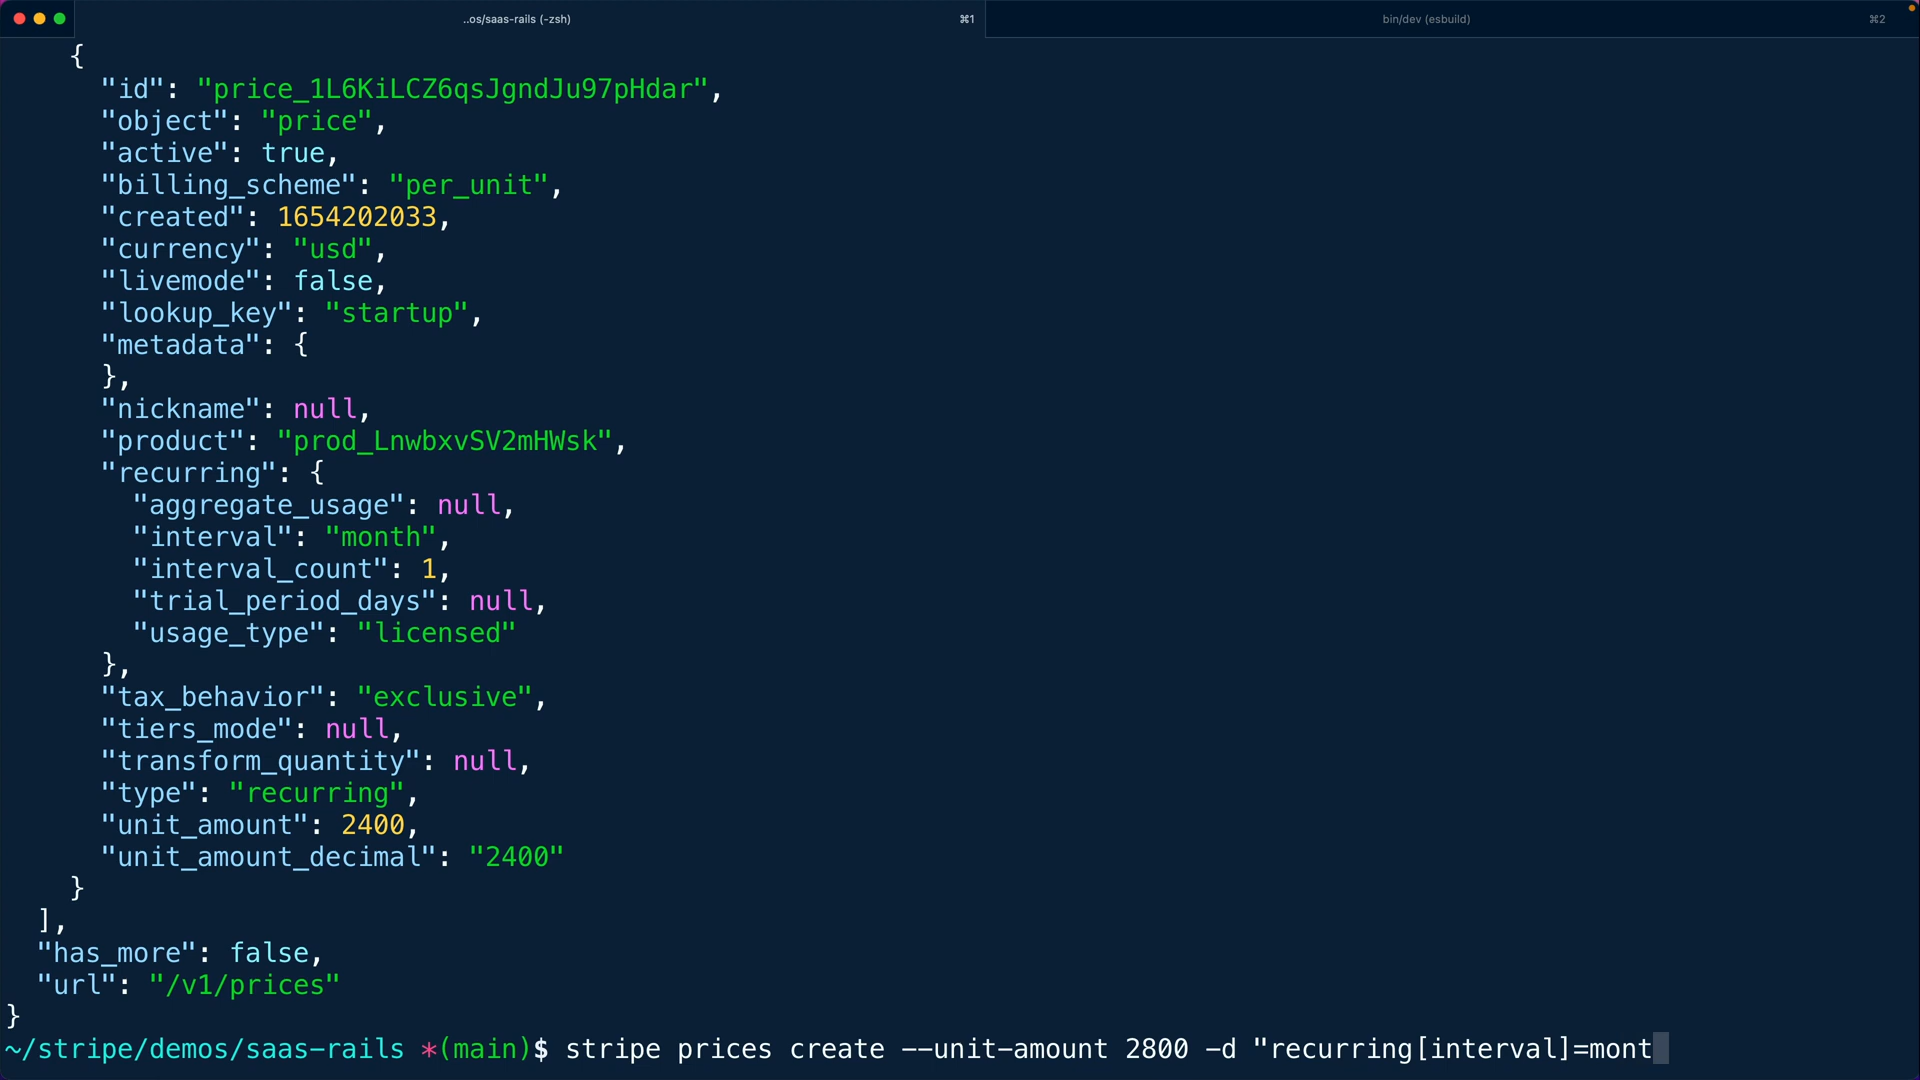 ..os/saas-rails (-zsh) ⌘1 bin/dev (esbuild) ⌘2
{
"id": "price_1L6KiLCZ6qsJgndJu97pHdar",
"object": "price",
"active": true,
"billing_scheme": "per_unit",
"created": 1654202033,
"currency": "usd",
"livemode": false,
"lookup_key": "startup",
"metadata": {
},
"nickname": null,
"product": "prod_LnwbxvSV2mHWsk",
"recurring": {
"aggregate_usage": null,
"interval": "month",
"interval_count": 1,
"trial_period_days": null,
"usage_type": "licensed"
},
"tax_behavior": "exclusive",
"tiers_mode": null,
"transform_quantity": null,
"type": "recurring",
"unit_amount": 2400,
"unit_amount_decimal": "2400"
}
],
"has_more": false,
"url": "/v1/prices"
}
~/stripe/demos/saas-rails *(main)$ stripe prices create --unit-amount 2800 -d "recurring[interval]=mont